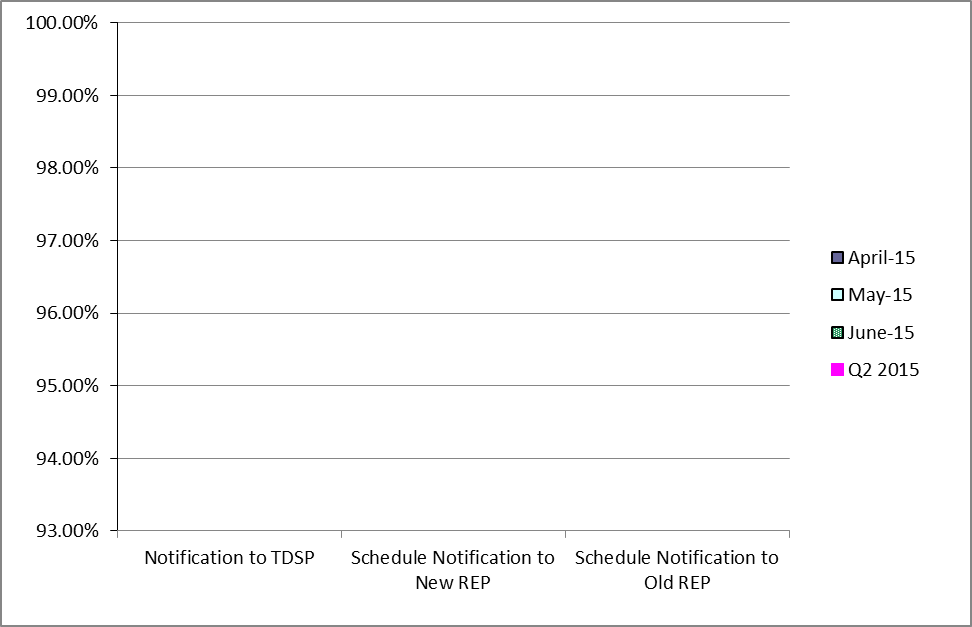 100.00%
99.00%
98.00%
97.00%
96.00%
95.00%
94.00%
93.00%
Notification to TDSP
Schedule Notification to
New REP
Schedule Notification to
Old REP
April-15
May-15
June-15
Q2 2015